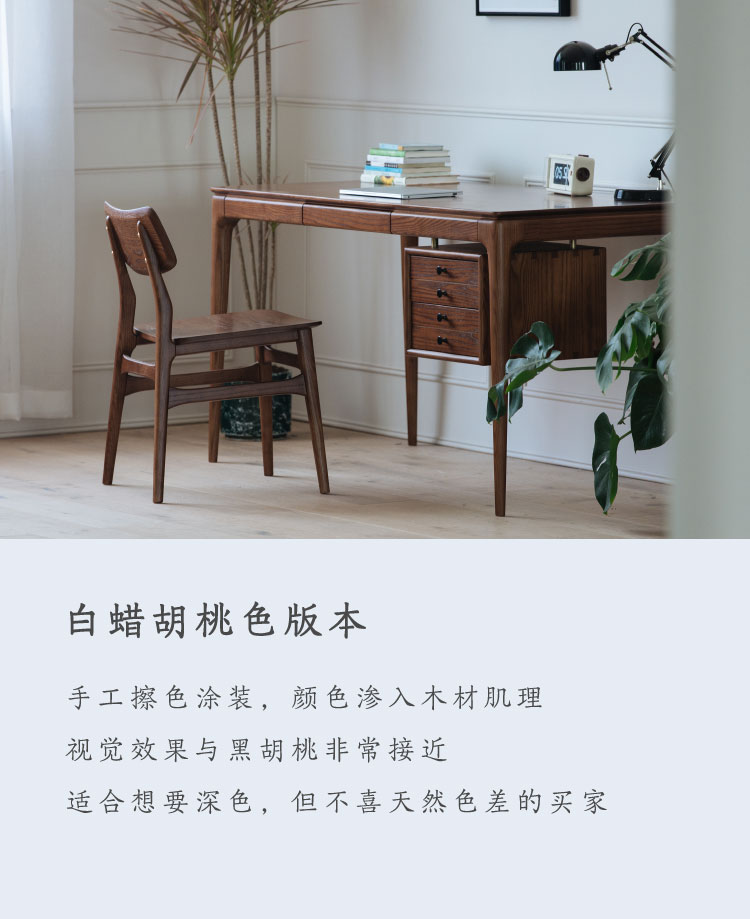 白蜡胡桃色版本
手工擦色涂装，颜色渗入木材肌理
视觉效果与黑胡桃非常接近
适合想要深色，但不喜天然色差的买家